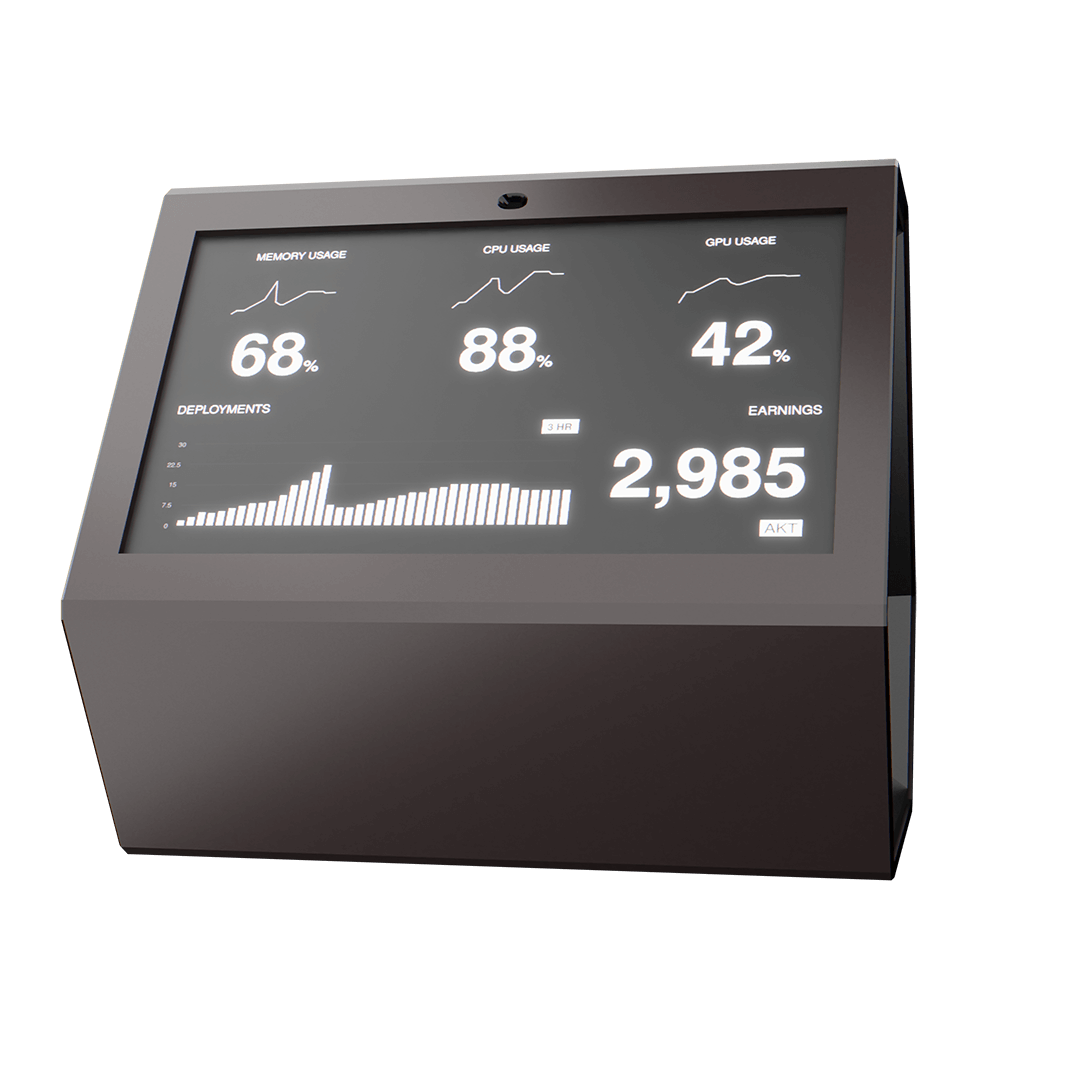 MEMORY USAGE
CPU USAGE
GPU USAGE
68%
88%
42%
DEPLOYMENTS
3 HR
30
22.5
15
7.5
0
EARNINGS
2,985
AKT